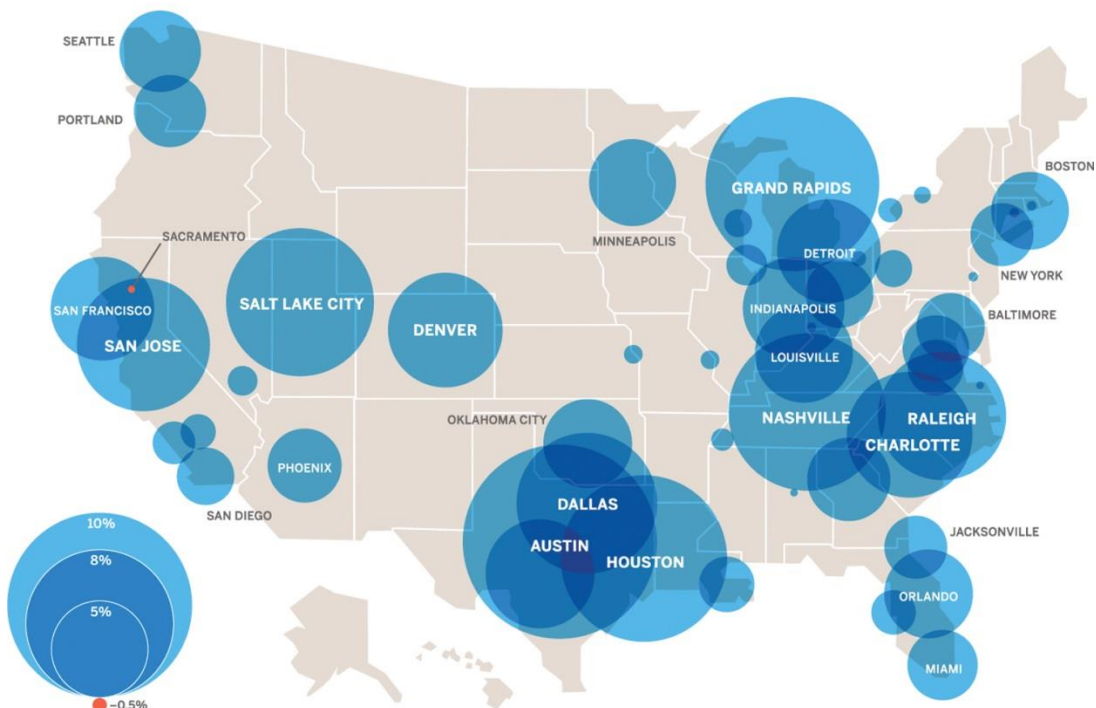 SEATTLE
PORTLAND
SACRAMENTO
SAN FRANCISCO
SAN JOSE
SALT LAKE CITY
DENVER
MINNEAPOLIS
GRAND RAPIDS
DETROIT
BOSTON
NEW YORK
INDIANAPOLIS
BALTIMORE
LOUISVILLE
NASHVILLE
RALEIGH
CHARLOTTE
OKLAHOMA CITY
PHOENIX
SAN DIEGO
DALLAS
AUSTIN
HOUSTON
JACKSONVILLE
ORLANDO
MIAMI
10%
8%
5%
–0.5%